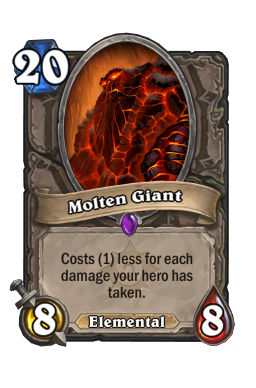 20
Molten Giant
Costs (1) less for each
damage your hero has
taken.
8
Elemental
8